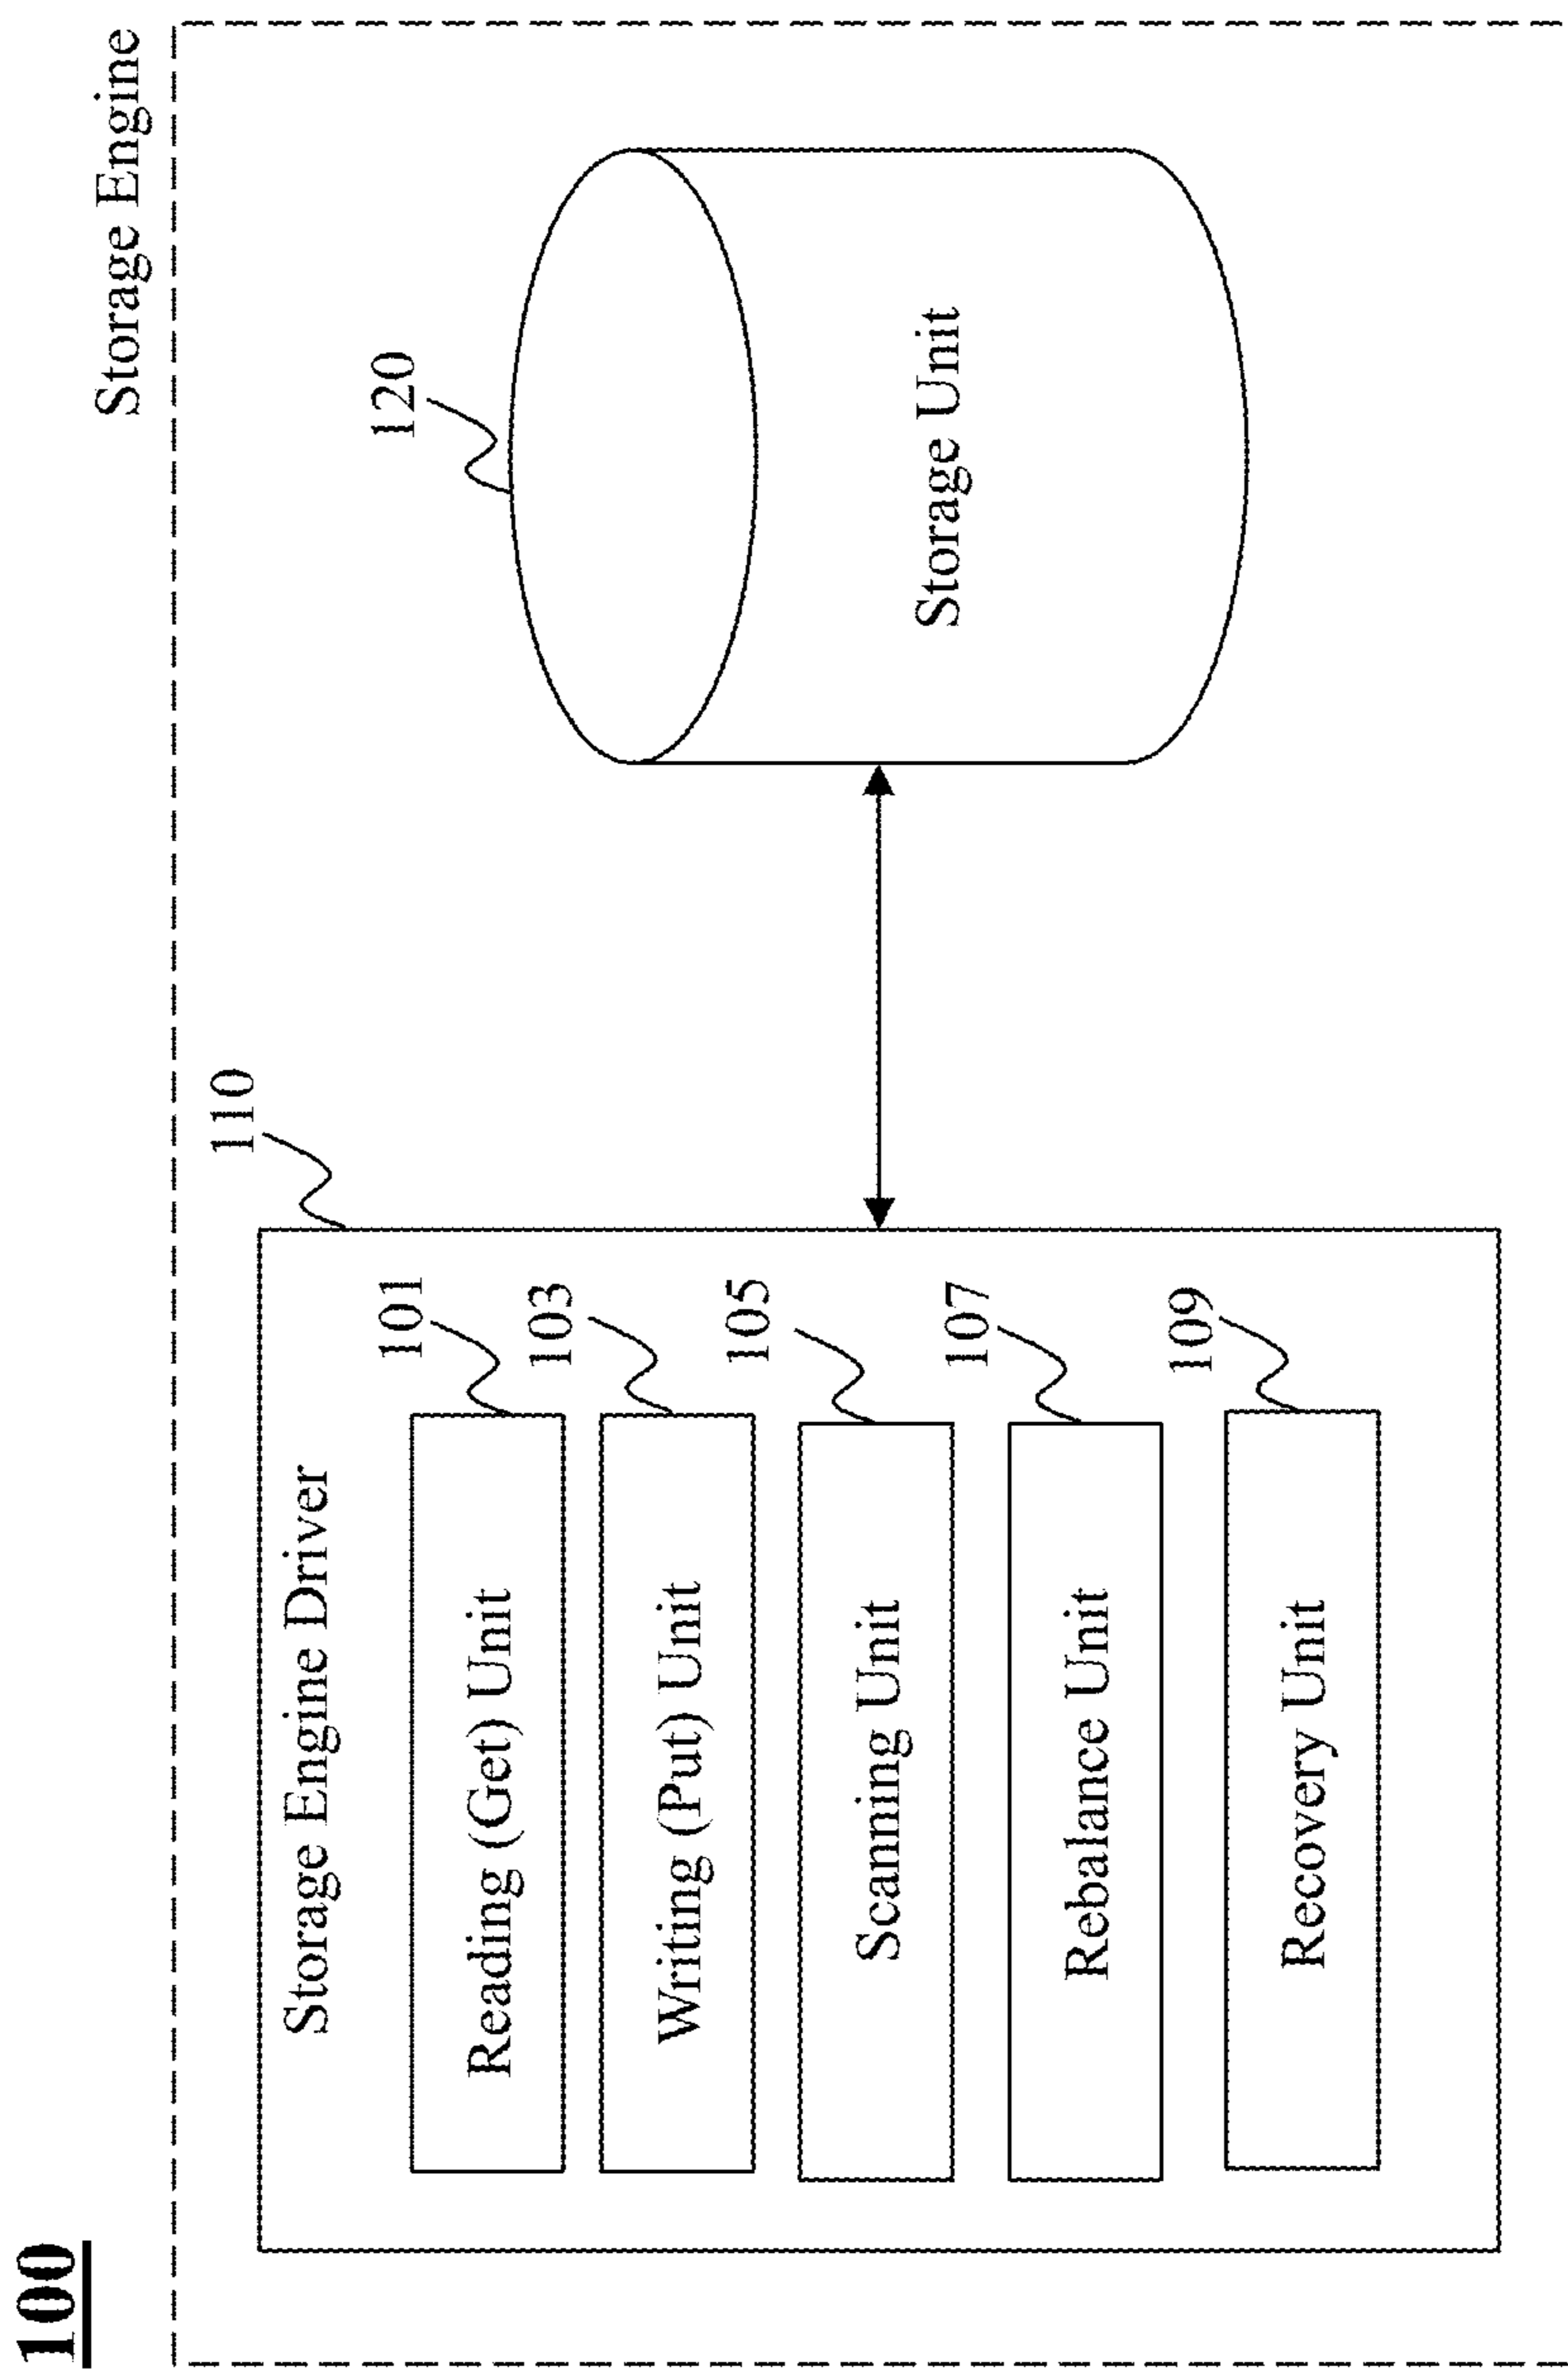 100
Storage Engine
110
120
Storage Engine Driver
Reading (Get) Unit
101
Writing (Put) Unit
103
Scanning Unit
105
Rebalance Unit
107
Recovery Unit
109
Storage Unit